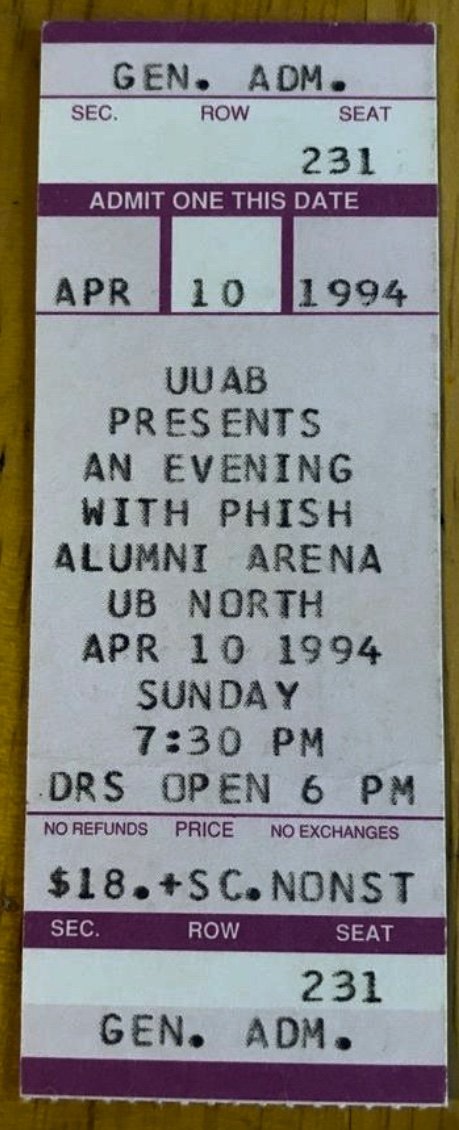 GEN. ADM.
SEC. ROW SEAT
231
ADMIT ONE THIS DATE
APR 10 1994
UUAB
PRESENTS
AN EVENING
WITH PHISH
ALUMNI ARENA
UB NORTH
APR 10 1994
SUNDAY
7:30 PM
DRS OPEN 6 PM
NO REFUNDS PRICE NO EXCHANGES
$18.+SC.NONST
SEC. ROW SEAT
231
GEN. ADM.